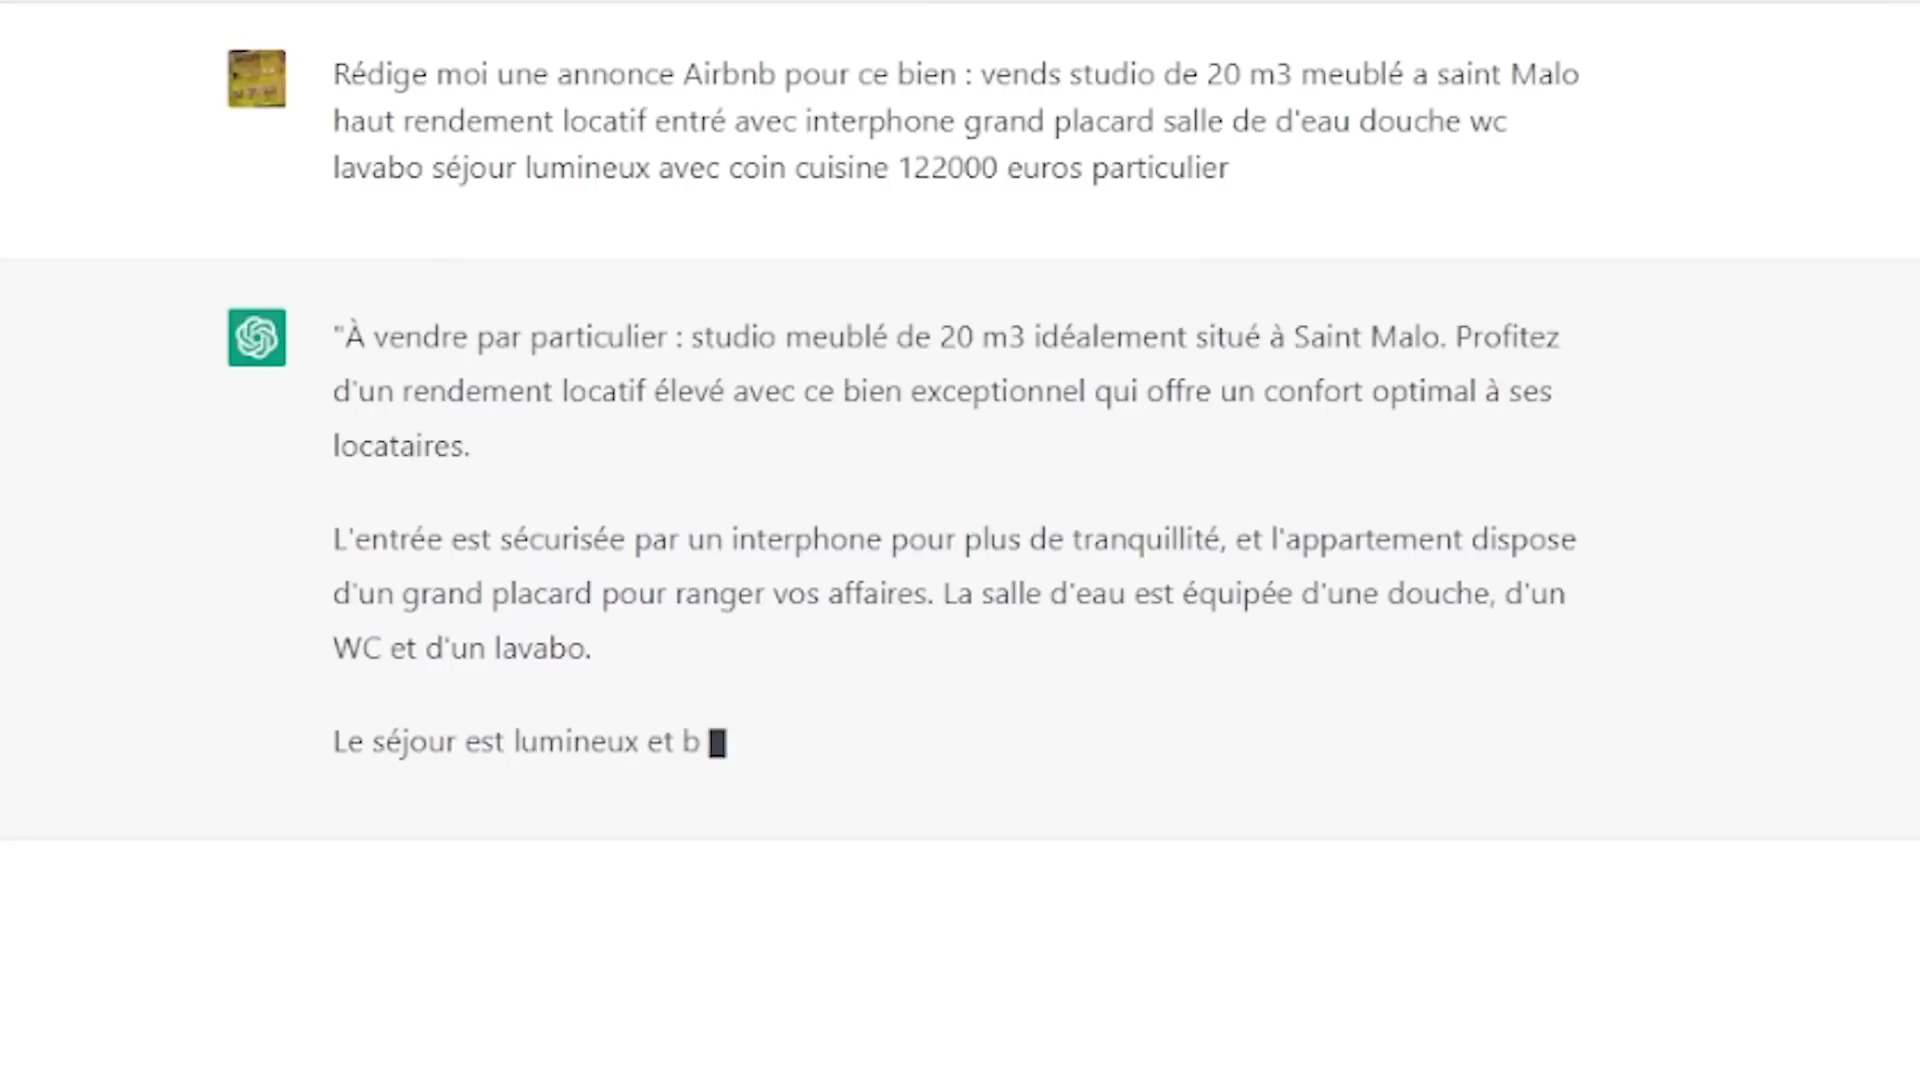 Rédige moi une annonce Airbnb pour ce bien : vends studio de 20 m3 meublé a saint Malo
haut rendement locatif entré avec interphone grand placard salle de d'eau douche wc
lavabo séjour lumineux avec coin cuisine 122000 euros particulier
"À vendre par particulier : studio meublé de 20 m3 idéalement situé à Saint Malo. Profitez
d'un rendement locatif élevé avec ce bien exceptionnel qui offre un confort optimal à ses
locataires.
L'entrée est sécurisée par un interphone pour plus de tranquillité, et l'appartement dispose
d'un grand placard pour ranger vos affaires. La salle d'eau est équipée d'une douche, d'un
WC et d'un lavabo.
Le séjour est lumineux et b